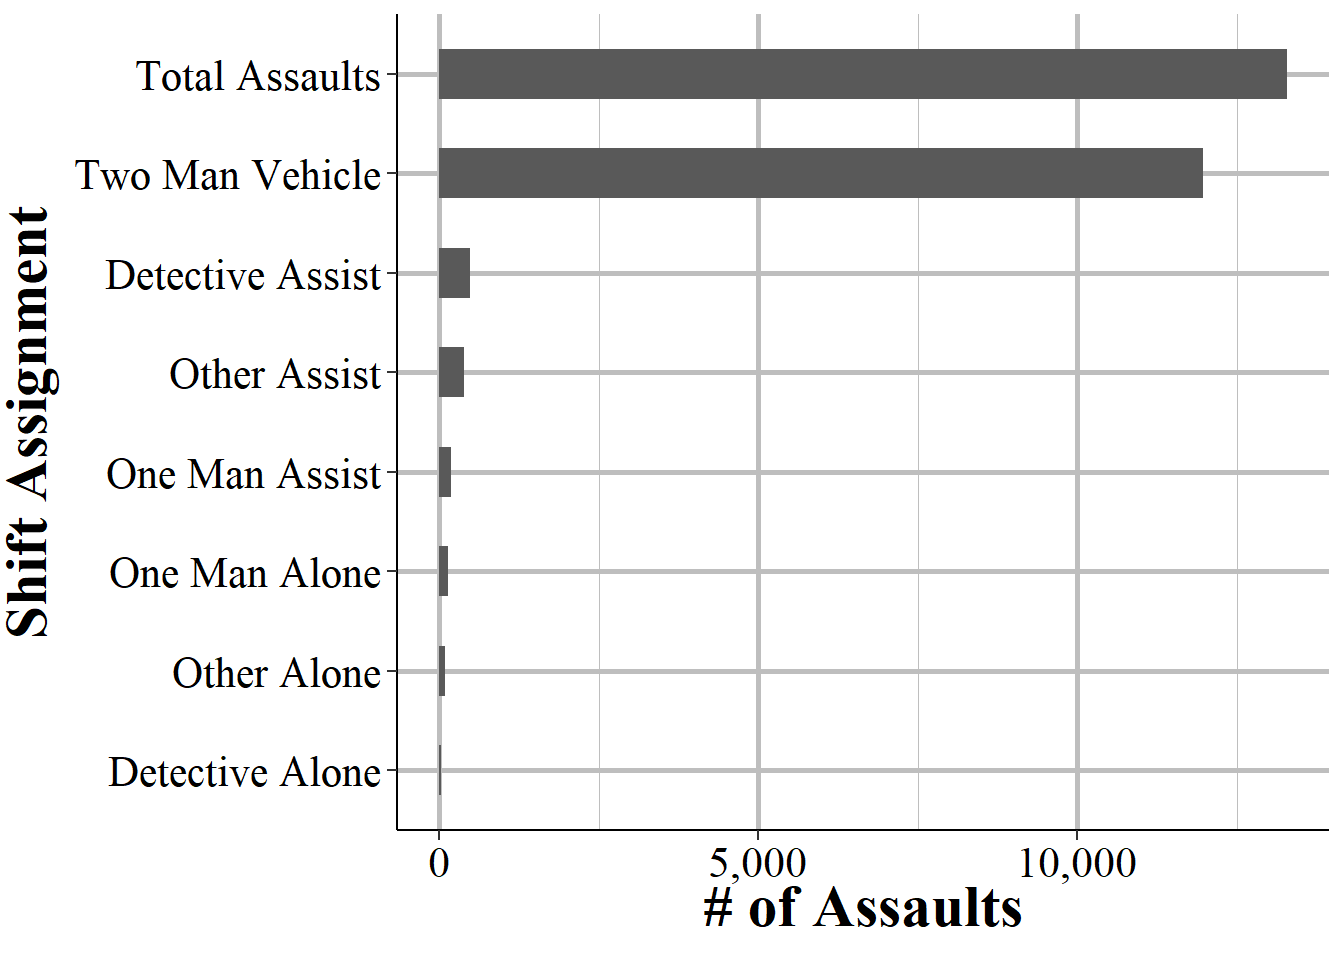 Shift Assignment
Total Assaults
Two Man Vehicle
Detective Assist
Other Assist
One Man Assist
One Man Alone
Other Alone
Detective Alone
0 5,000 10,000
# of Assaults